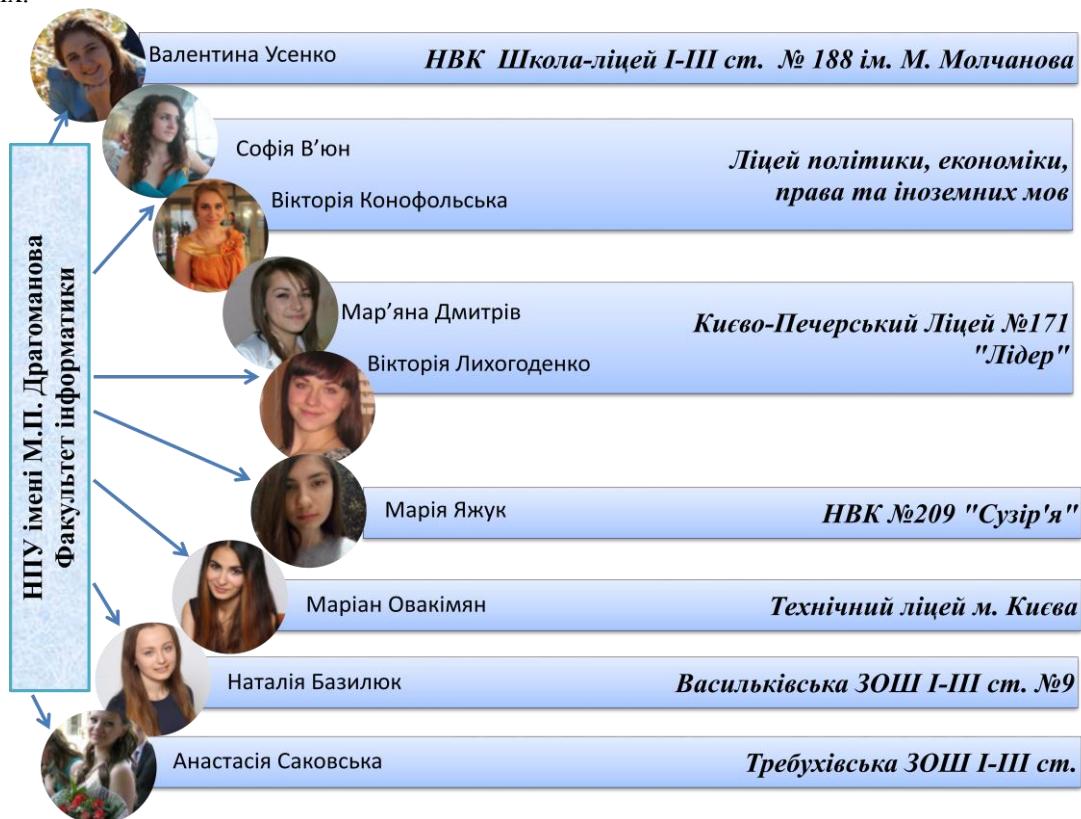 Валентина Усенко
НВК Школа-ліцей І-ІІІ ст. № 188 ім. М. Молчанова
Софія В’юн
Вікторія Конофольська
Ліцей політики, економіки,
права та іноземних мов
Мар’яна Дмитрів
Вікторія Лихогоденко
Києво-Печерський Ліцей №171
"Лідер"
Марія Яжук
НВК №209 "Сузір'я"
Маріан Овакімян
Технічний ліцей м. Києва
Наталія Базилюк
Васильківська ЗОШ І-ІІІ ст. №9
Анастасія Саковська
Требухівська ЗОШ І-ІІІ ст.
НПУ імені М.П. Драгоманова
Факультет інформатики